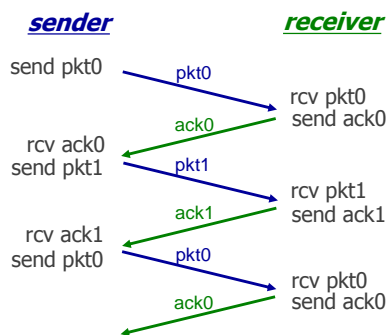 sender
receiver
send pkt0
pkt0
rcv pkt0
send ack0
ack0
rcv ack0
send pkt1
pkt1
rcv pkt1
send ack1
ack1
rcv ack1
send pkt0
pkt0
rcv pkt0
send ack0
ack0